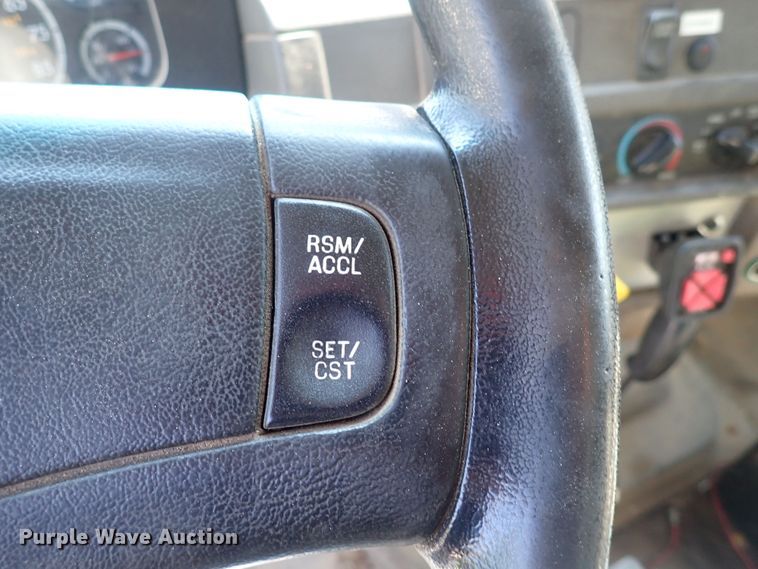 RSM/
ACCL
SET/
CST
Purple Wave Auction